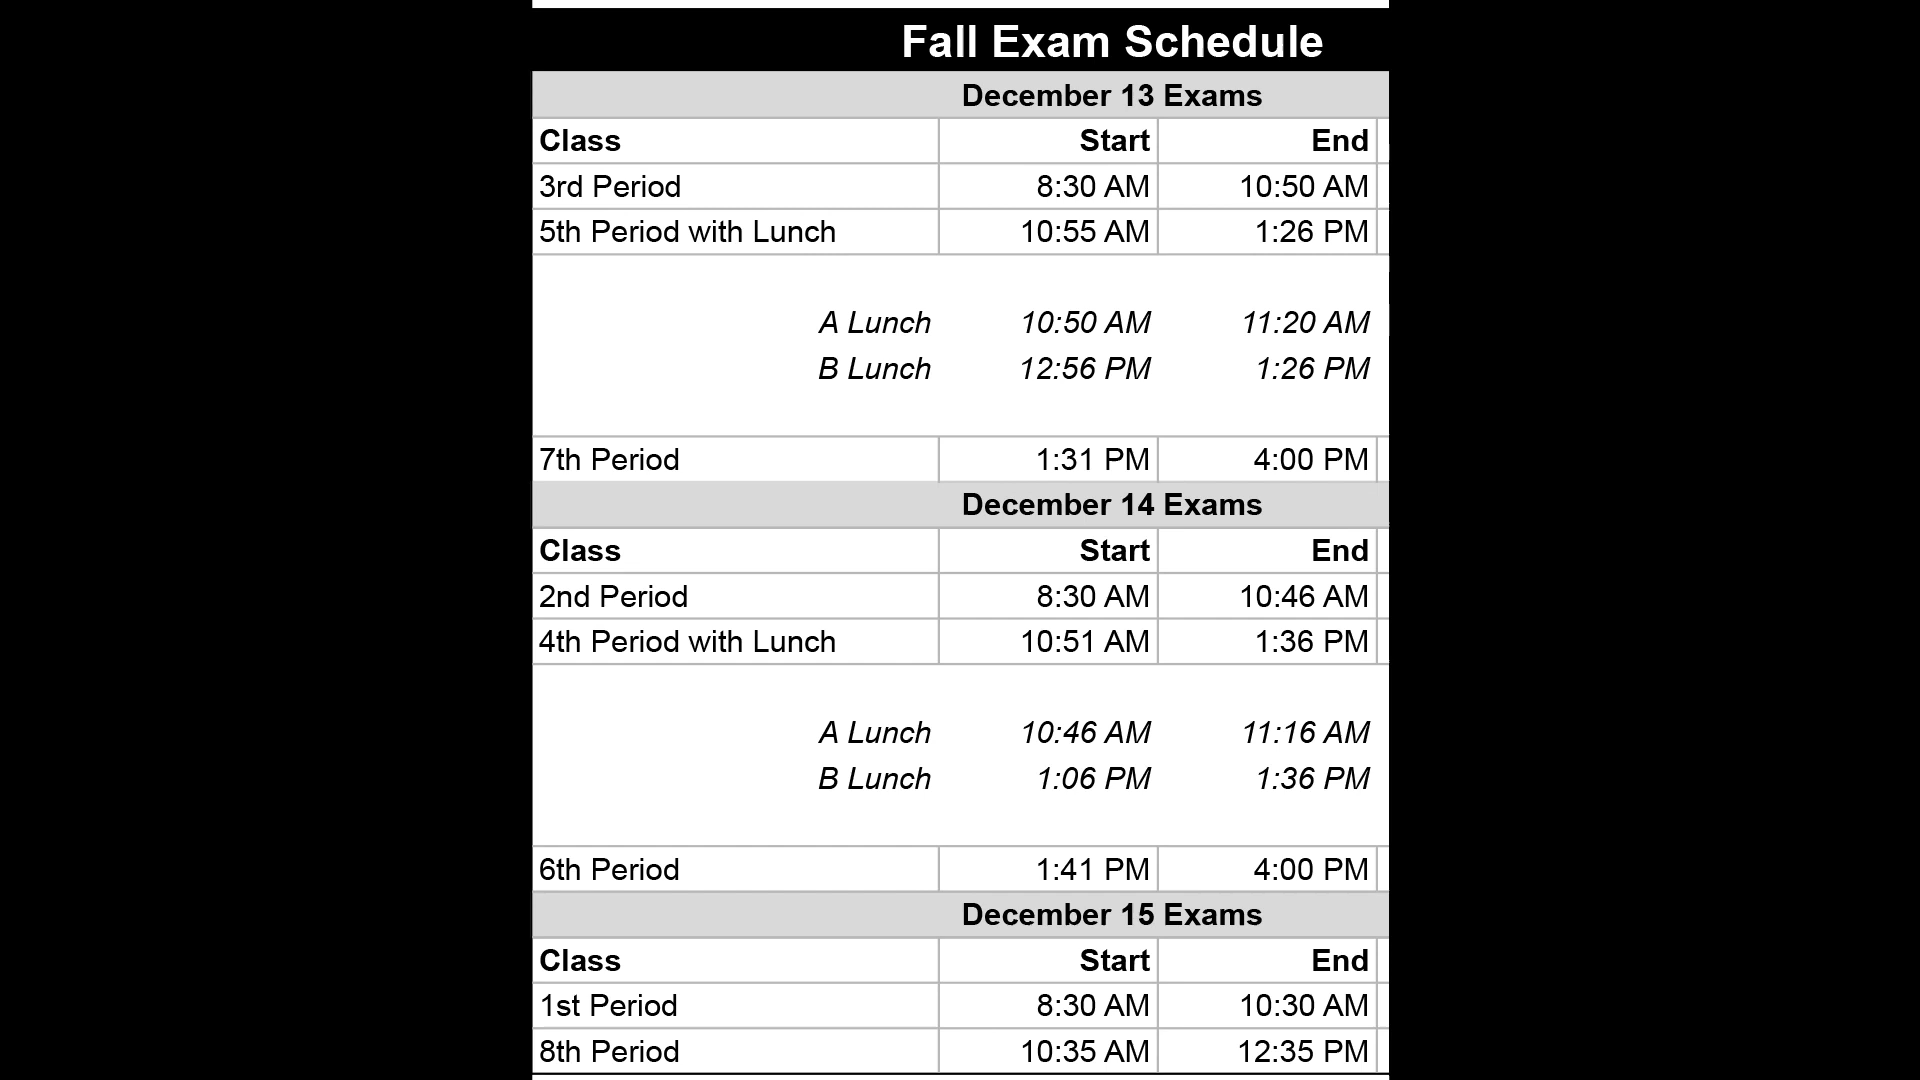 Fall Exam Schedule
December 13 Exams
Class Start End
3rd Period 8:30 AM 10:50 AM
5th Period with Lunch 10:55 AM 1:26 PM
A Lunch 10:50 AM 11:20 AM
B Lunch 12:56 PM 1:26 PM
7th Period 1:31 PM 4:00 PM
December 14 Exams
Class Start End
2nd Period 8:30 AM 10:46 AM
4th Period with Lunch 10:51 AM 1:36 PM
A Lunch 10:46 AM 11:16 AM
B Lunch 1:06 PM 1:36 PM
6th Period 1:41 PM 4:00 PM
December 15 Exams
Class Start End
1st Period 8:30 AM 10:30 AM
8th Period 10:35 AM 12:35 PM